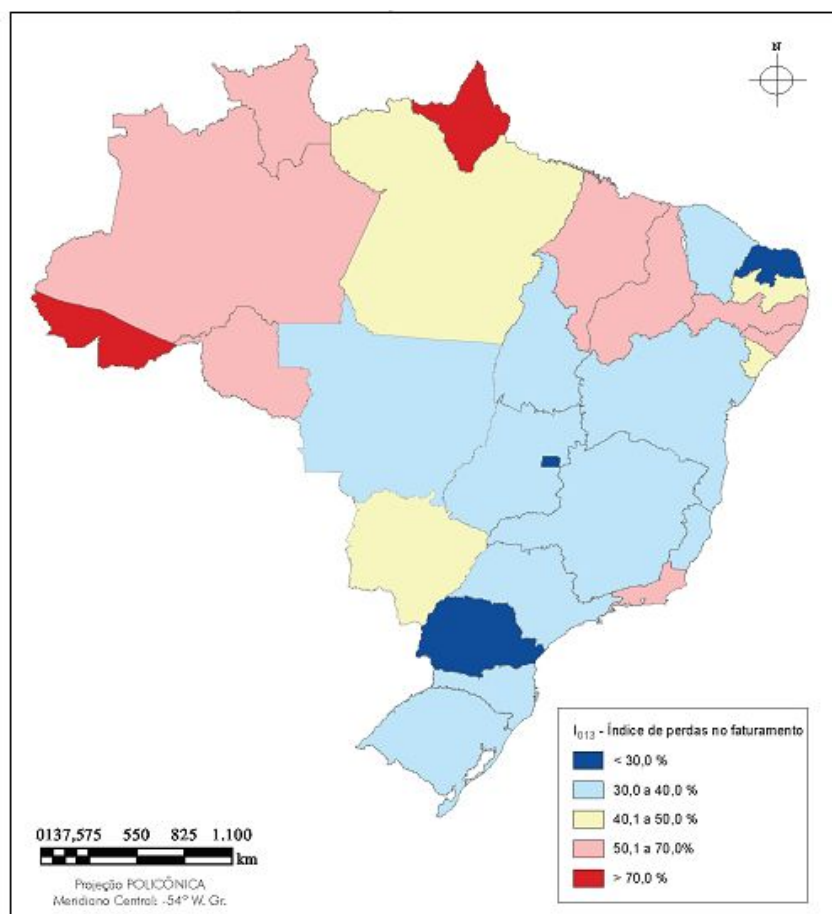 N
I013 - Índice de perdas no faturamento
< 30,0 %
30,0 a 40,0 %
40,1 a 50,0 %
50,1 a 70,0%
> 70,0 %
0137,575 550 825 1.100
km
Projeção POLICÔNICA
Meridiano Central: -54° W. Gr.